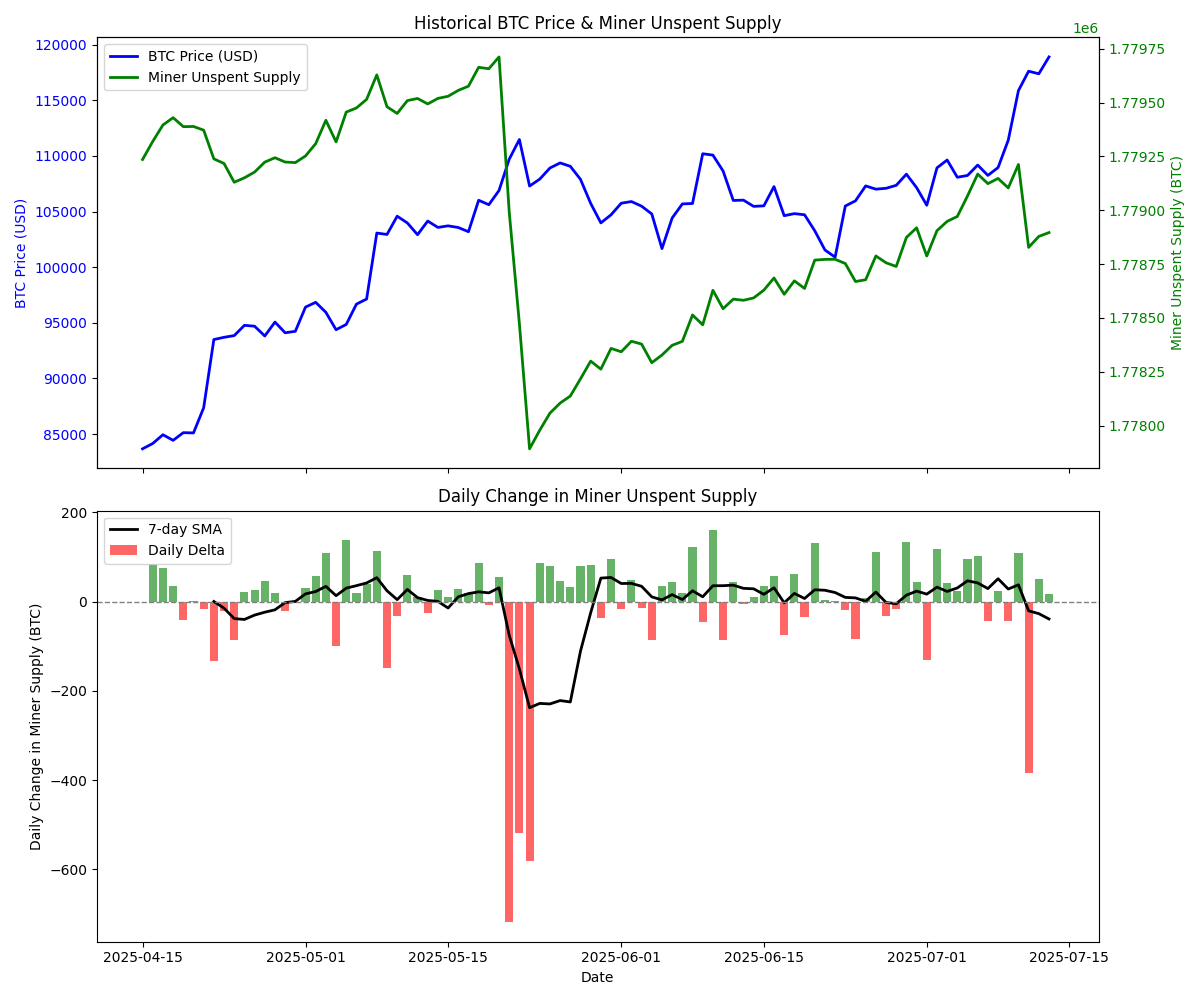 Historical BTC Price & Miner Unspent Supply
1e6
BTC Price (USD)
Miner Unspent Supply
120000
115000
110000
105000
100000
95000
90000
85000
BTC Price (USD)
1.77975
1.77950
1.77925
1.77900
1.77875
1.77850
1.77825
1.77800
Miner Unspent Supply (BTC)
Daily Change in Miner Unspent Supply
7-day SMA
Daily Delta
200
0
−200
−400
−600
Daily Change in Miner Supply (BTC)
2025-04-15
2025-05-01
2025-05-15
2025-06-01
2025-06-15
2025-07-01
2025-07-15
Date